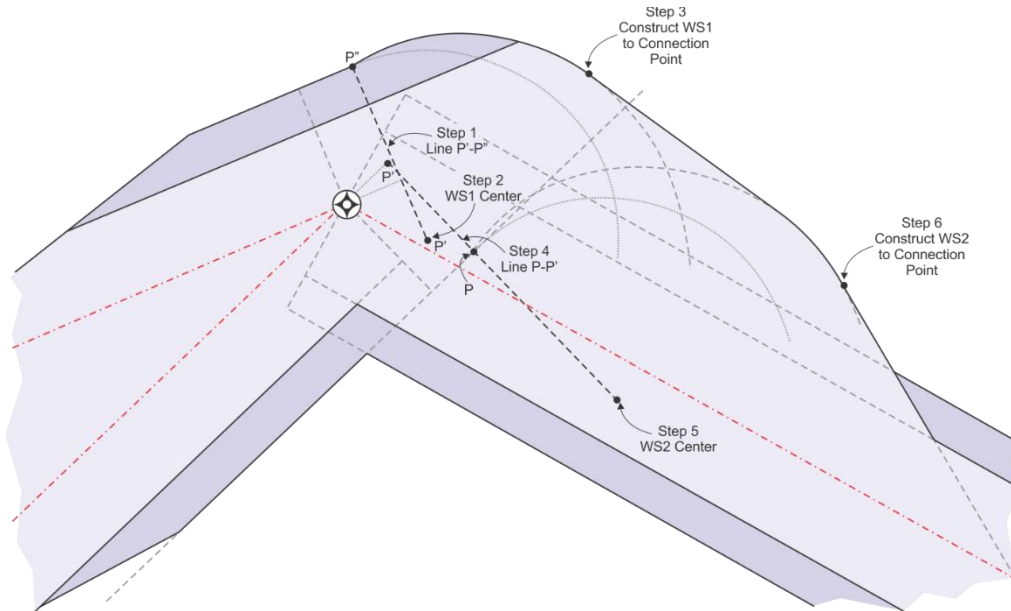 Step 3
Construct WS1
to Connection
Point
P"
Step 1
Line P'-P"
P'
Step 2
WS1 Center
P'
Step 4
Line P-P'
P
Step 6
Construct WS2
to Connection
Point
Step 5
WS2 Center